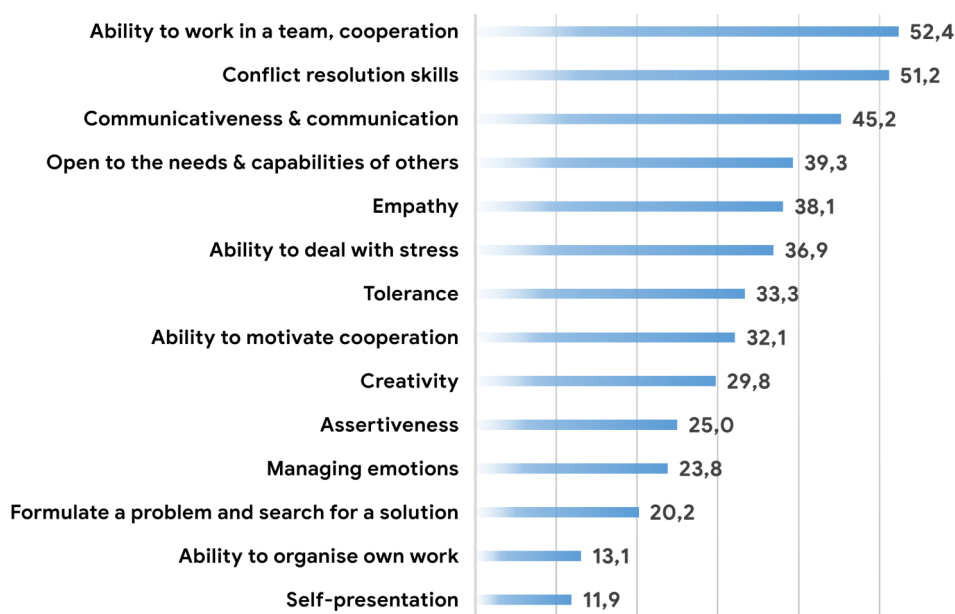 Ability to work in a team, cooperation 52,4
Conflict resolution skills 51,2
Communicativeness & communication 45,2
Open to the needs & capabilities of others 39,3
Empathy 38,1
Ability to deal with stress 36,9
Tolerance 33,3
Ability to motivate cooperation 32,1
Creativity 29,8
Assertiveness 25,0
Managing emotions 23,8
Formulate a problem and search for a solution 20,2
Ability to organise own work 13,1
Self-presentation 11,9